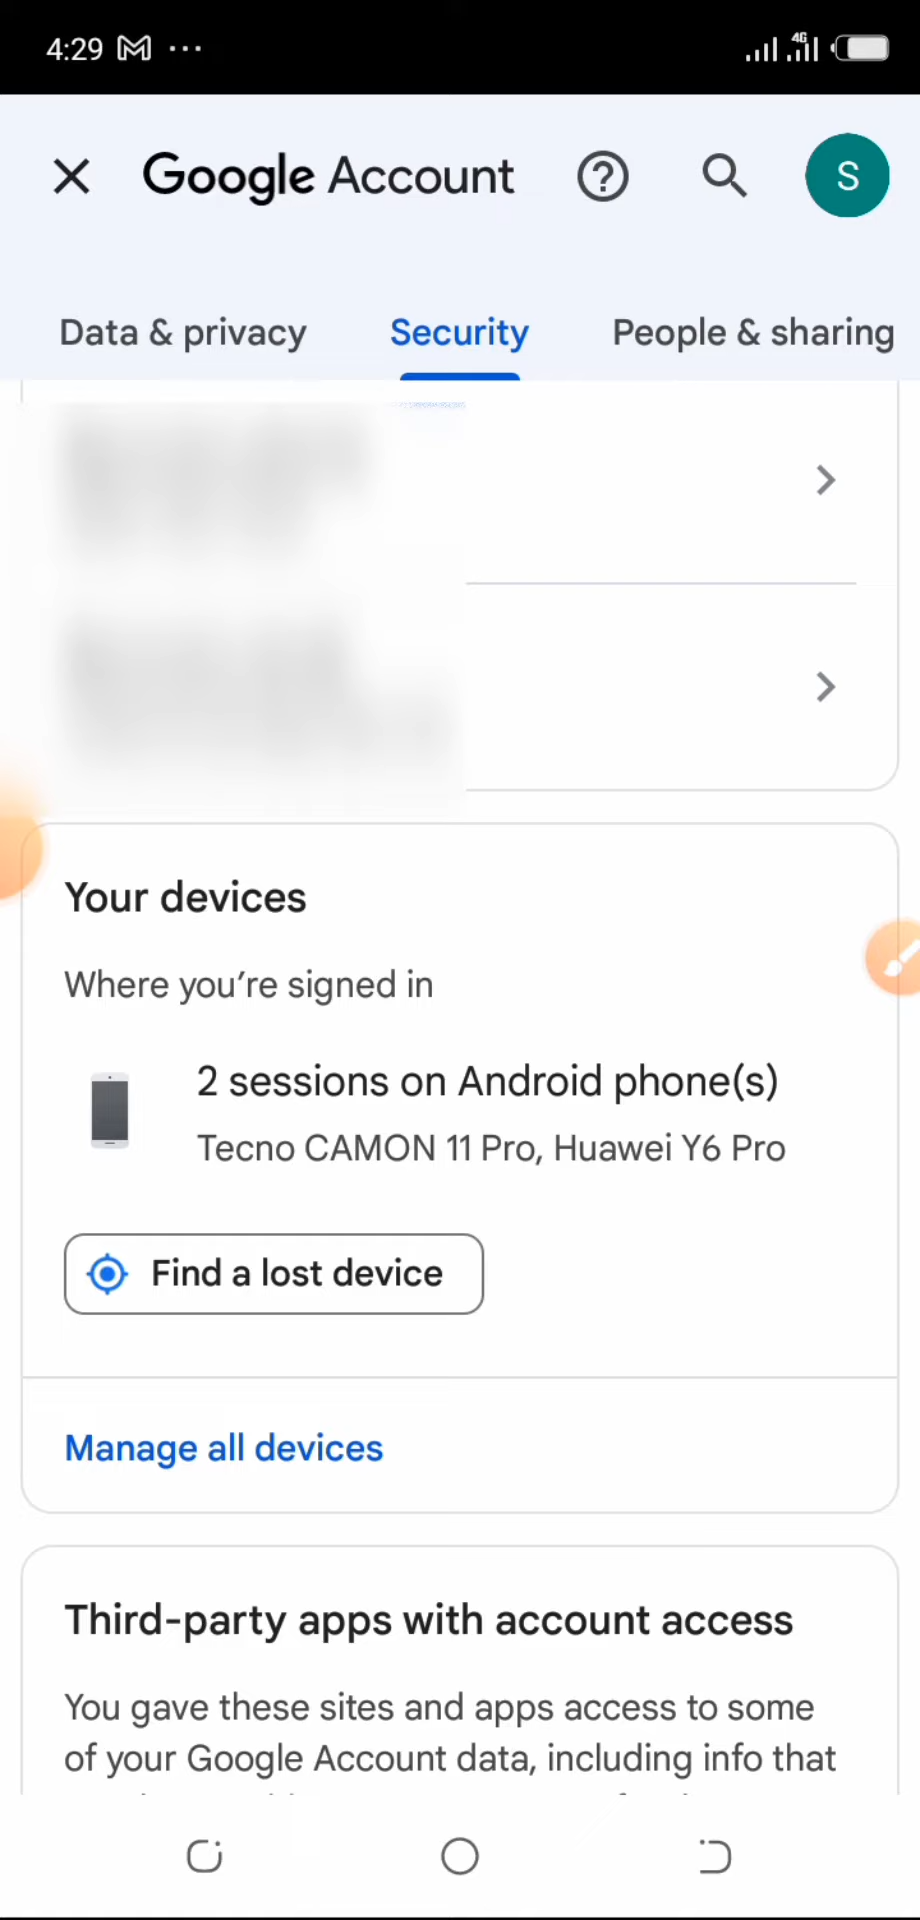 4:29
4G
Google Account
S
Data & privacy
Security
People & sharing
Your devices
Where you’re signed in
2 sessions on Android phone(s)
Tecno CAMON 11 Pro, Huawei Y6 Pro
Find a lost device
Manage all devices
Third-party apps with account access
You gave these sites and apps access to some
of your Google Account data, including info that